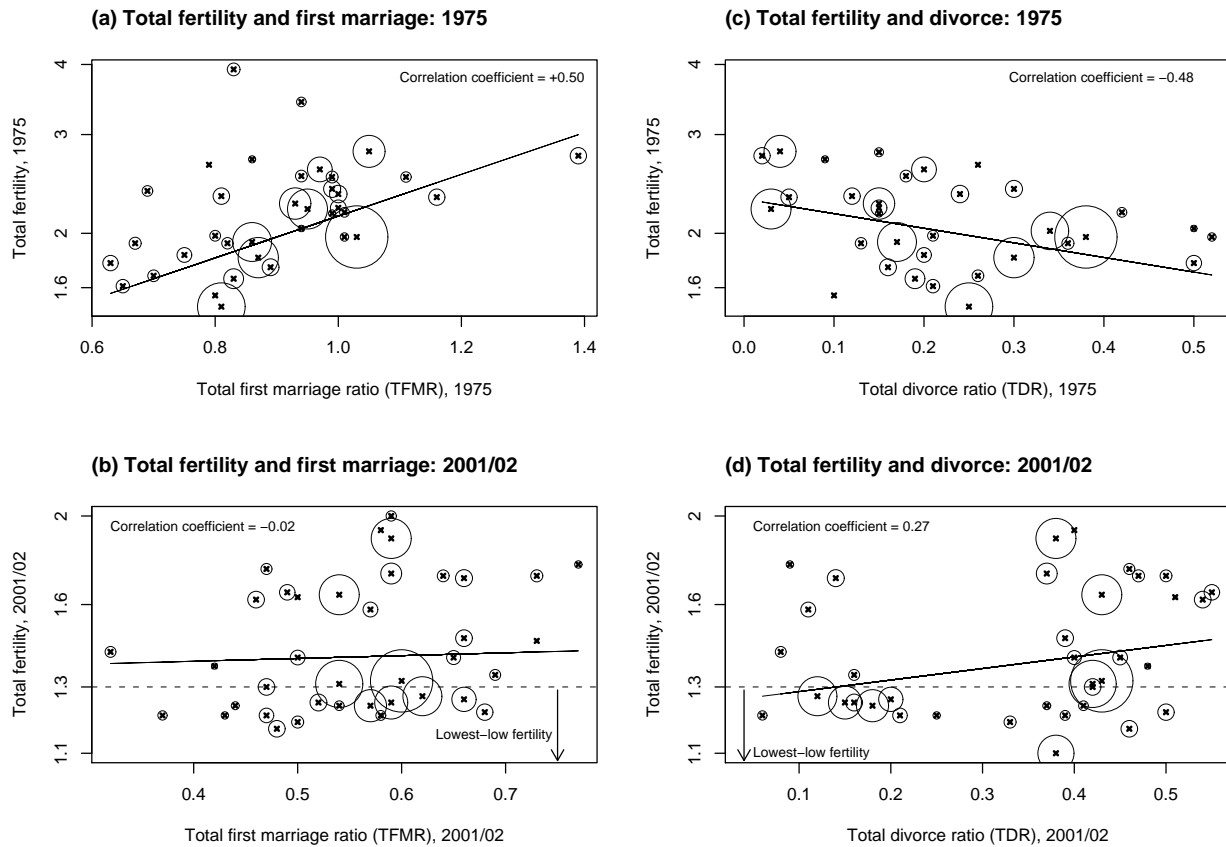 (a) Total fertility and first marriage: 1975
Correlation coefficient = +0.50
Total fertility, 1975
4
3
2
1.6
0.6 0.8 1.0 1.2 1.4
Total first marriage ratio (TFMR), 1975
(c) Total fertility and divorce: 1975
Correlation coefficient = −0.48
Total fertility, 1975
4
3
2
1.6
0.0 0.1 0.2 0.3 0.4 0.5
Total divorce ratio (TDR), 1975
(b) Total fertility and first marriage: 2001/02
Correlation coefficient = −0.02
Total fertility, 2001/02
2
1.6
1.3
1.1
Lowest−low fertility
0.4 0.5 0.6 0.7
Total first marriage ratio (TFMR), 2001/02
(d) Total fertility and divorce: 2001/02
Correlation coefficient = 0.27
Total fertility, 2001/02
2
1.6
1.3
1.1
Lowest−low fertility
0.1 0.2 0.3 0.4 0.5
Total divorce ratio (TDR), 2001/02